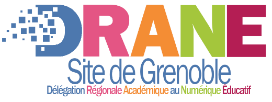 DRANE
Site de Grenoble
Délégation Régionale Académique au Numérique Éducatif